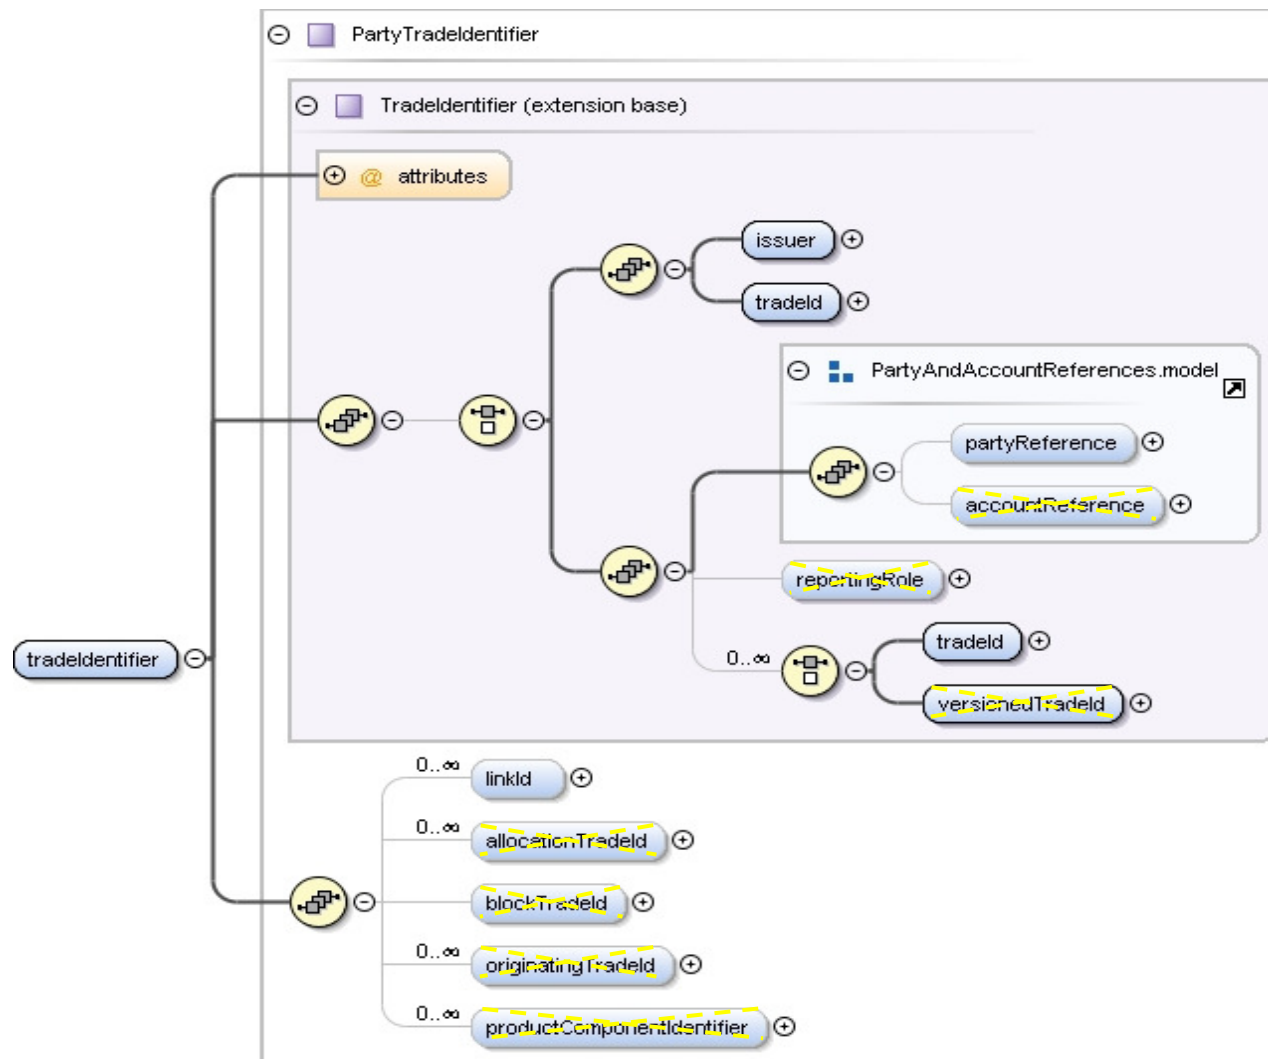 PartyTradeIdentifier
TradeIdentifier (extension base)
@ attributes
issuer
tradeId
PartyAndAccountReferences.model
partyReference
accountReference
reportingRole
tradeIdentifier
tradeId
0..∞
versionedTradeId
0..∞
linkId
0..∞
allocationTradeId
blockTradeId
0..∞
originatingTradeId
0..∞
productComponentIdentifier